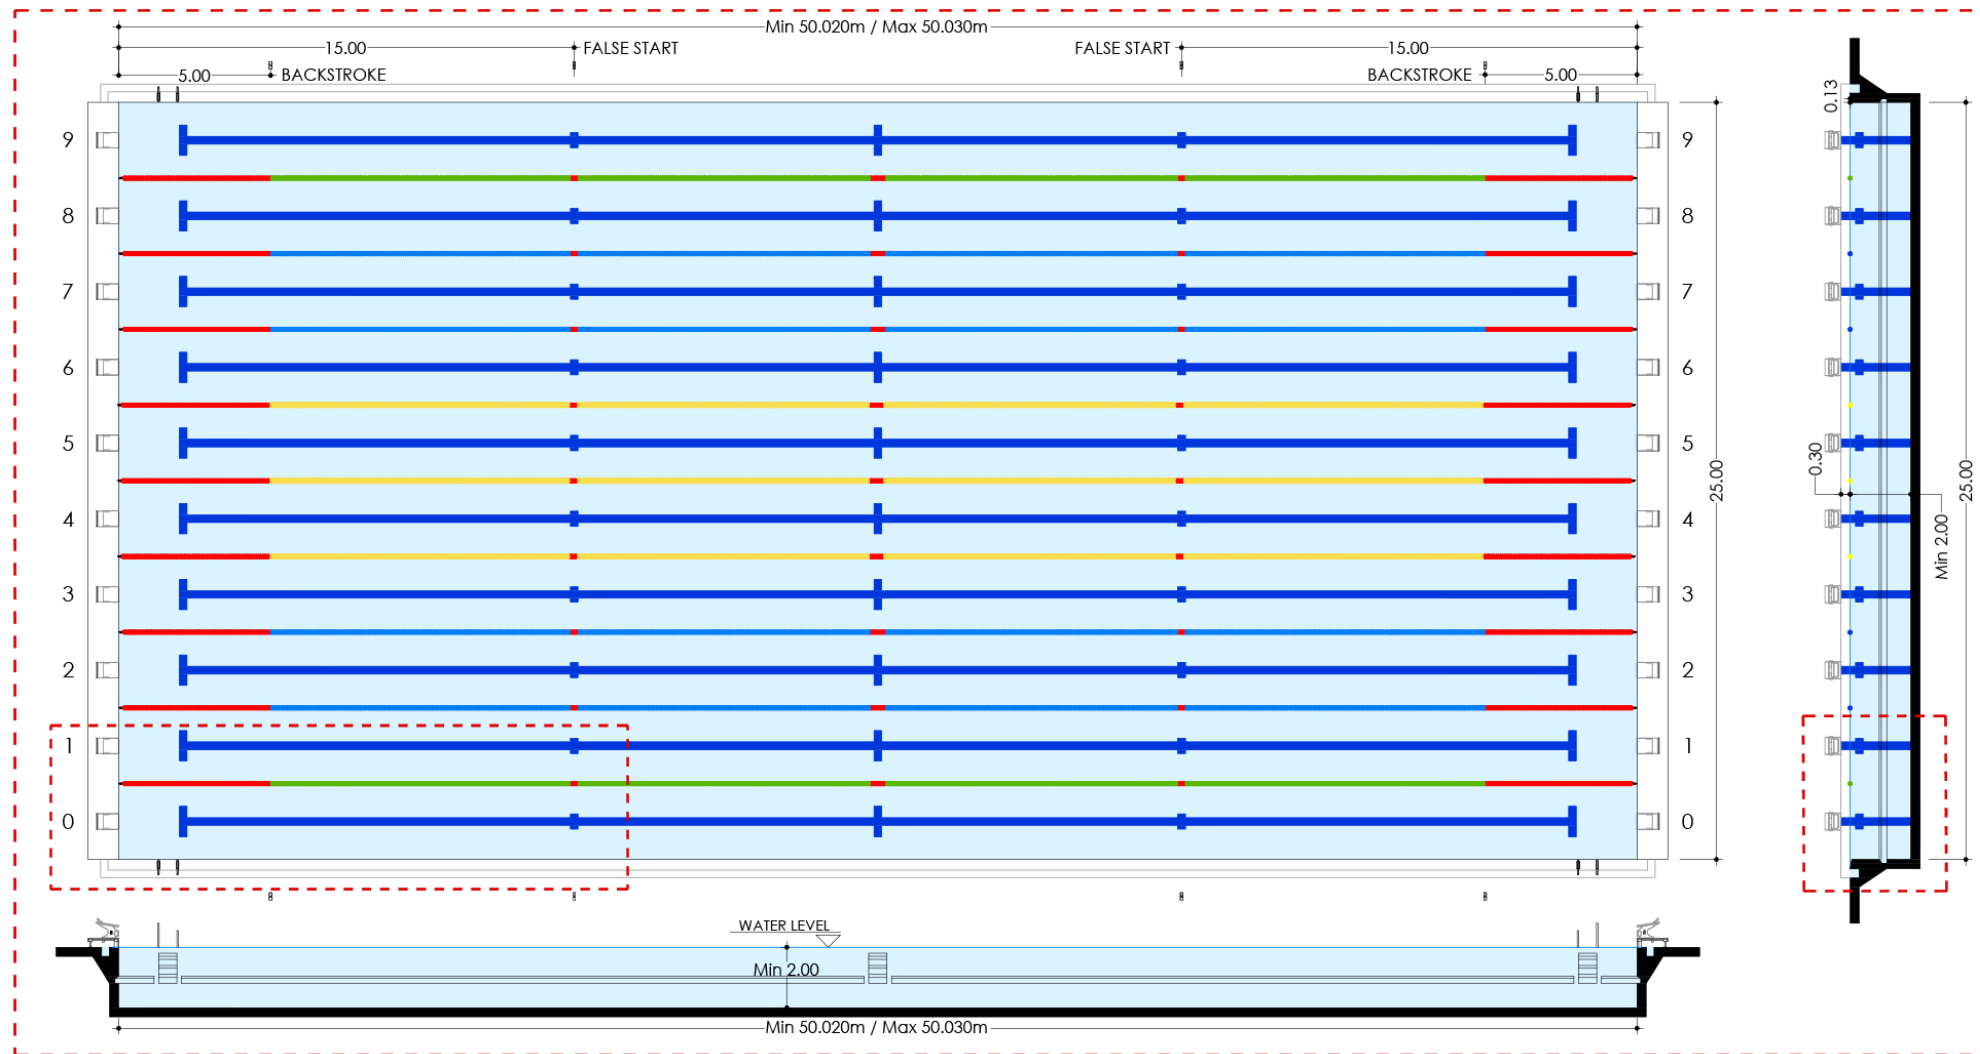 Min 50.020m / Max 50.030m
15.00 FALSE START FALSE START 15.00
5.00 BACKSTROKE BACKSTROKE 5.00
0.13
9 9
8 8
7 7
6 6
5 5
0.30
25.00 25.00
4 4
Min 2.00
3 3
2 2
1 1
0 0
WATER LEVEL
Min 2.00
Min 50.020m / Max 50.030m